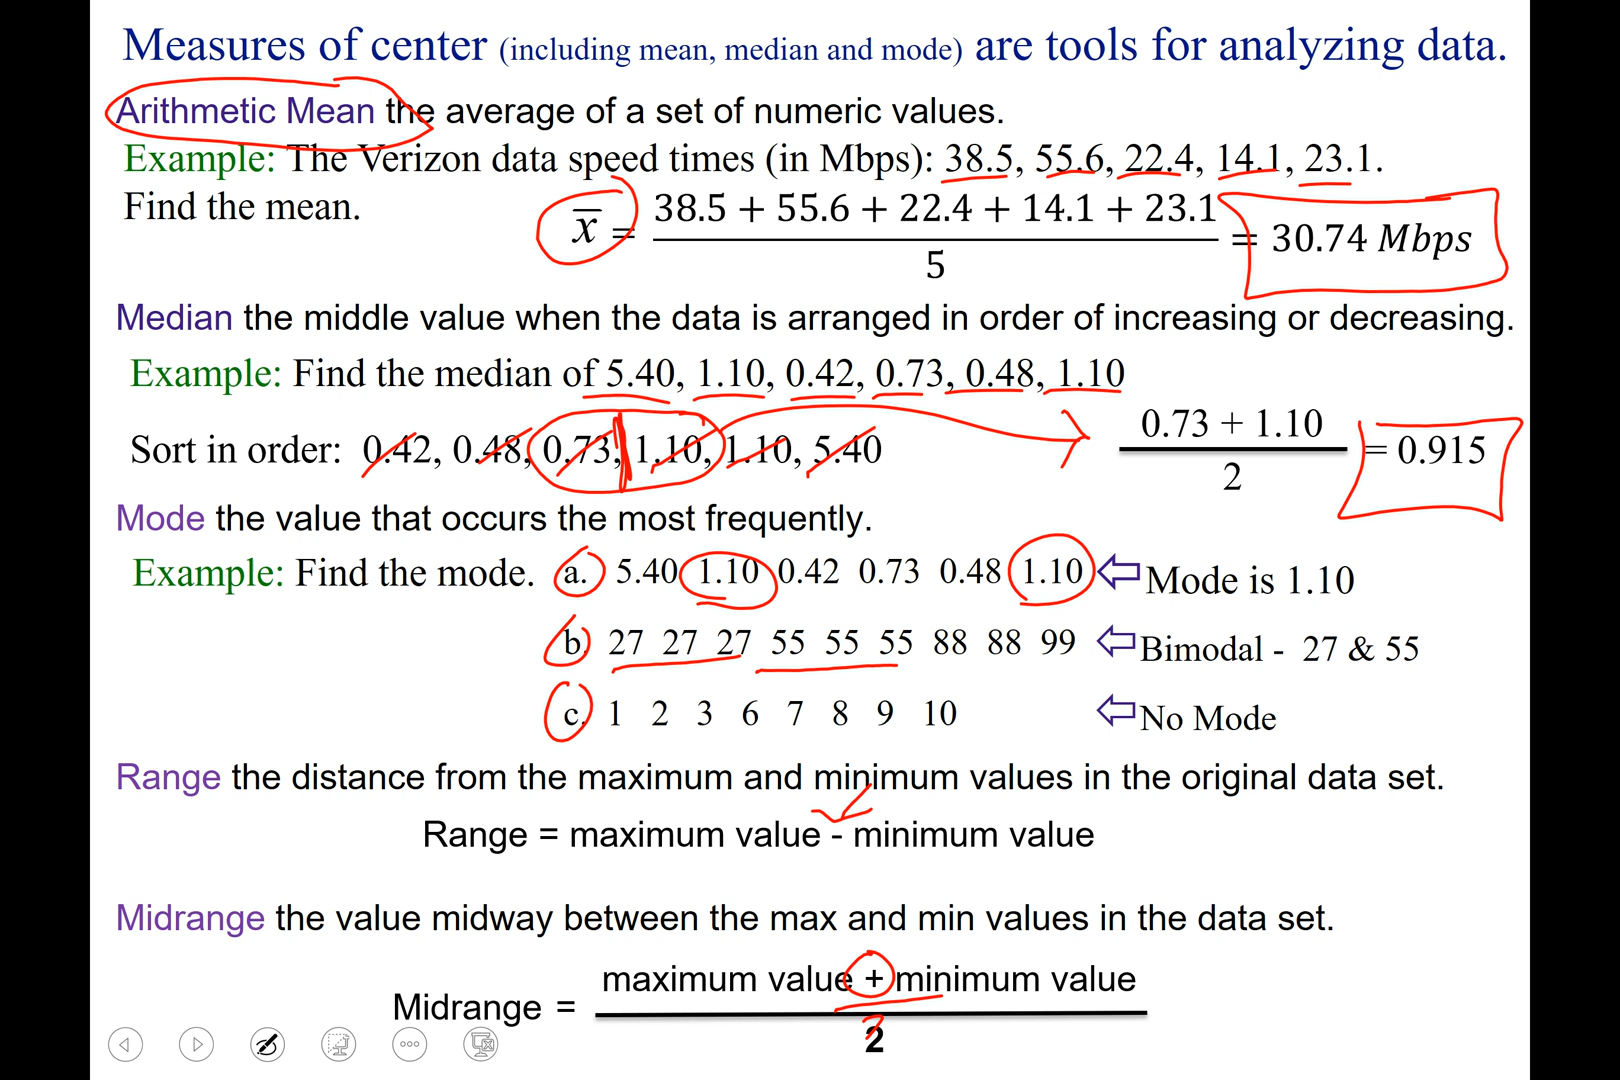 Measures of center (including mean, median and mode) are tools for analyzing data.
Arithmetic Mean the average of a set of numeric values.
Example: The Verizon data speed times (in Mbps): 38.5, 55.6, 22.4, 14.1, 23.1.
Find the mean.
x̅ = (38.5 + 55.6 + 22.4 + 14.1 + 23.1) / 5 = 30.74 Mbps
Median the middle value when the data is arranged in order of increasing or decreasing.
Example: Find the median of 5.40, 1.10, 0.42, 0.73, 0.48, 1.10
Sort in order: 0.42, 0.48, 0.73, 1.10, 1.10, 5.40
(0.73 + 1.10) / 2 = 0.915
Mode the value that occurs the most frequently.
Example: Find the mode. a. 5.40 1.10 0.42 0.73 0.48 1.10 Mode is 1.10
b. 27 27 27 55 55 55 88 88 99 Bimodal - 27 & 55
c. 1 2 3 6 7 8 9 10 No Mode
Range the distance from the maximum and minimum values in the original data set.
Range = maximum value - minimum value
Midrange the value midway between the max and min values in the data set.
Midrange = (maximum value + minimum value) / 2